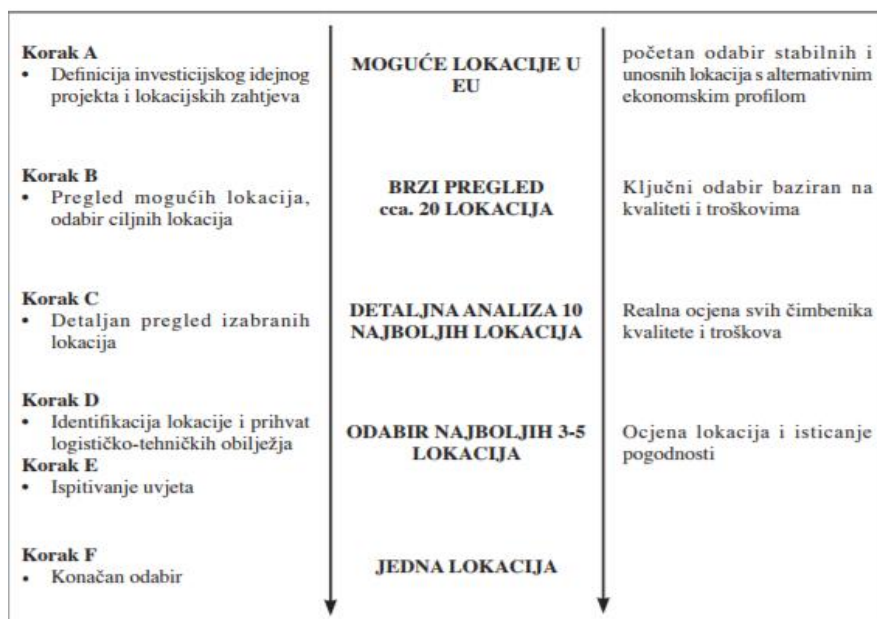 Korak A
• Definicija investicijskog idejnog
projekta i lokacijskih zahtjeva
MOGUĆE LOKACIJE U
EU
početan odabir stabilnih i
unosnih lokacija s alternativnim
ekonomskim profilom
Korak B
• Pregled mogućih lokacija,
odabir ciljnih lokacija
BRZI PREGLED
cca. 20 LOKACIJA
Ključni odabir baziran na
kvaliteti i troškovima
Korak C
• Detaljan pregled izabranih
lokacija
DETALJNA ANALIZA 10
NAJBOLJIH LOKACIJA
Realna ocjena svih čimbenika
kvalitete i troškova
Korak D
• Identifikacija lokacije i prihvat
logističko-tehničkih obilježja
Korak E
• Ispitivanje uvjeta
ODABIR NAJBOLJIH 3-5
LOKACIJA
Ocjena lokacija i isticanje
pogodnosti
Korak F
• Konačan odabir
JEDNA LOKACIJA